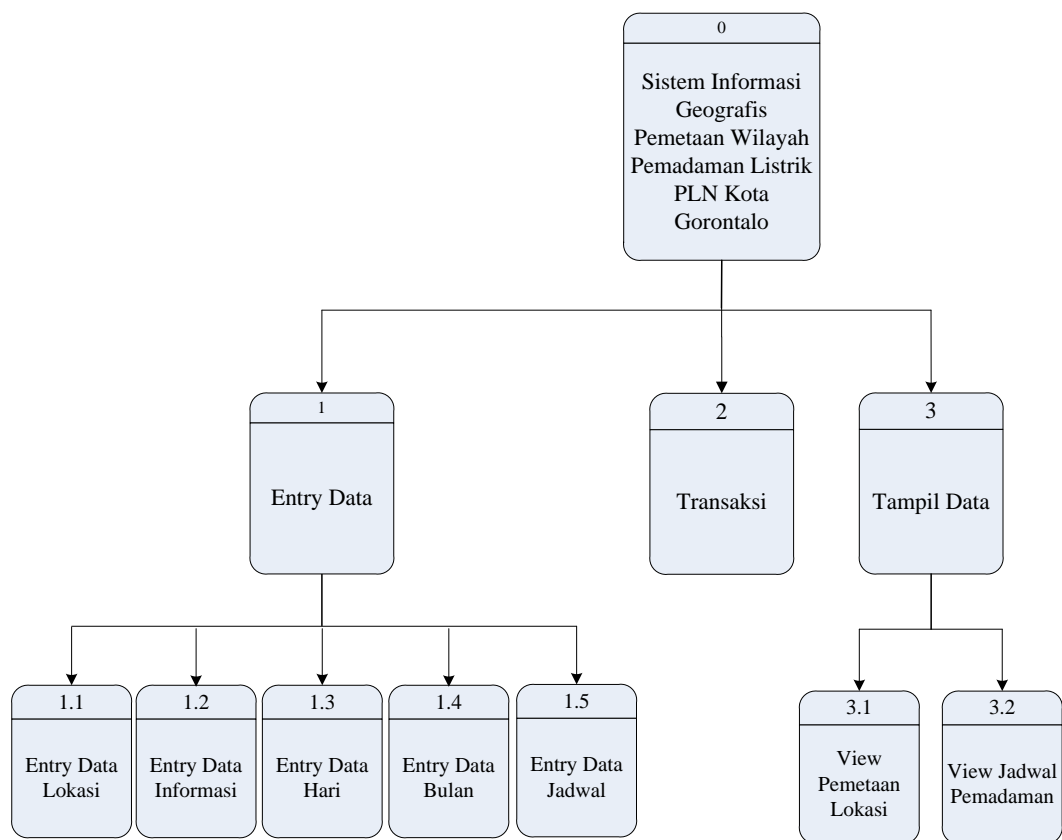 0
Sistem Informasi
Geografis
Pemetaan Wilayah
Pemadaman Listrik
PLN Kota
Gorontalo
1
Entry Data
2
Transaksi
3
Tampil Data
1.1
Entry Data
Lokasi
1.2
Entry Data
Informasi
1.3
Entry Data
Hari
1.4
Entry Data
Bulan
1.5
Entry Data
Jadwal
3.1
View
Pemetaan
Lokasi
3.2
View Jadwal
Pemadaman